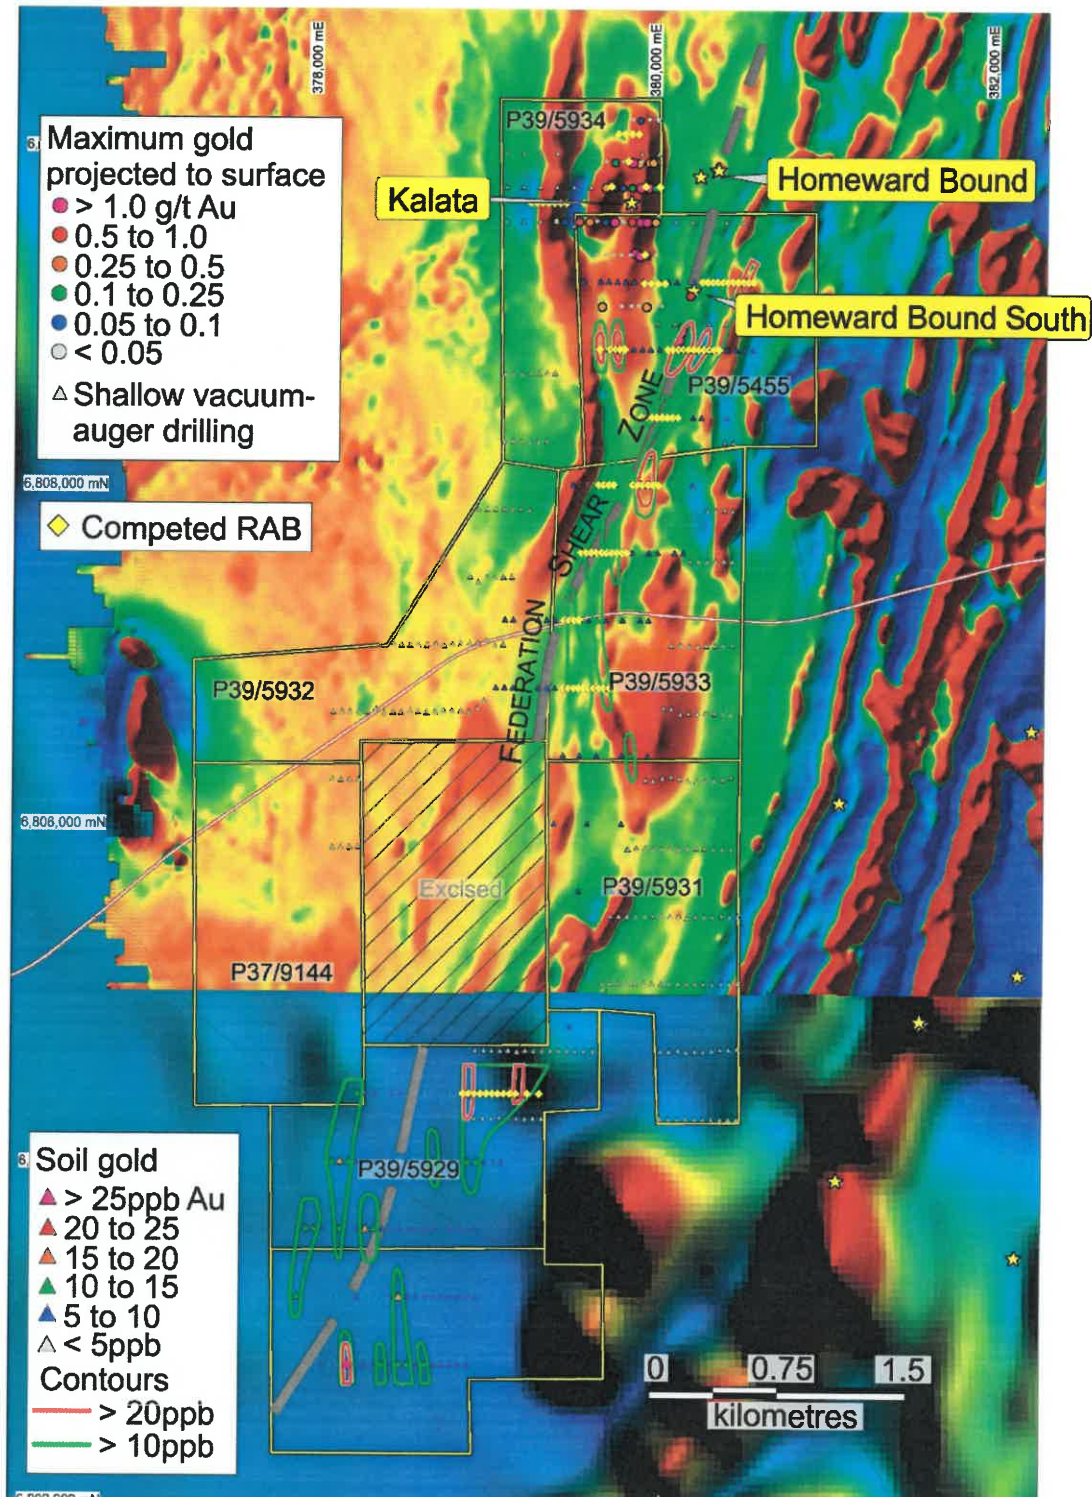 378,000 mE
380,000 mE
382,000 mE
Maximum gold
projected to surface
> 1.0 g/t Au
0.5 to 1.0
0.25 to 0.5
0.1 to 0.25
0.05 to 0.1
< 0.05
Shallow vacuum-
auger drilling
P39/5934
Kalata
Homeward Bound
Homeward Bound South
P39/5455
6,808,000 mN
Competed RAB
FEDERATION SHEAR ZONE
P39/5932
P39/5933
6,806,000 mN
Excised
P39/5931
P37/9144
P39/5929
Soil gold
> 25ppb Au
20 to 25
15 to 20
10 to 15
5 to 10
< 5ppb
Contours
> 20ppb
> 10ppb
0 0.75 1.5
kilometres